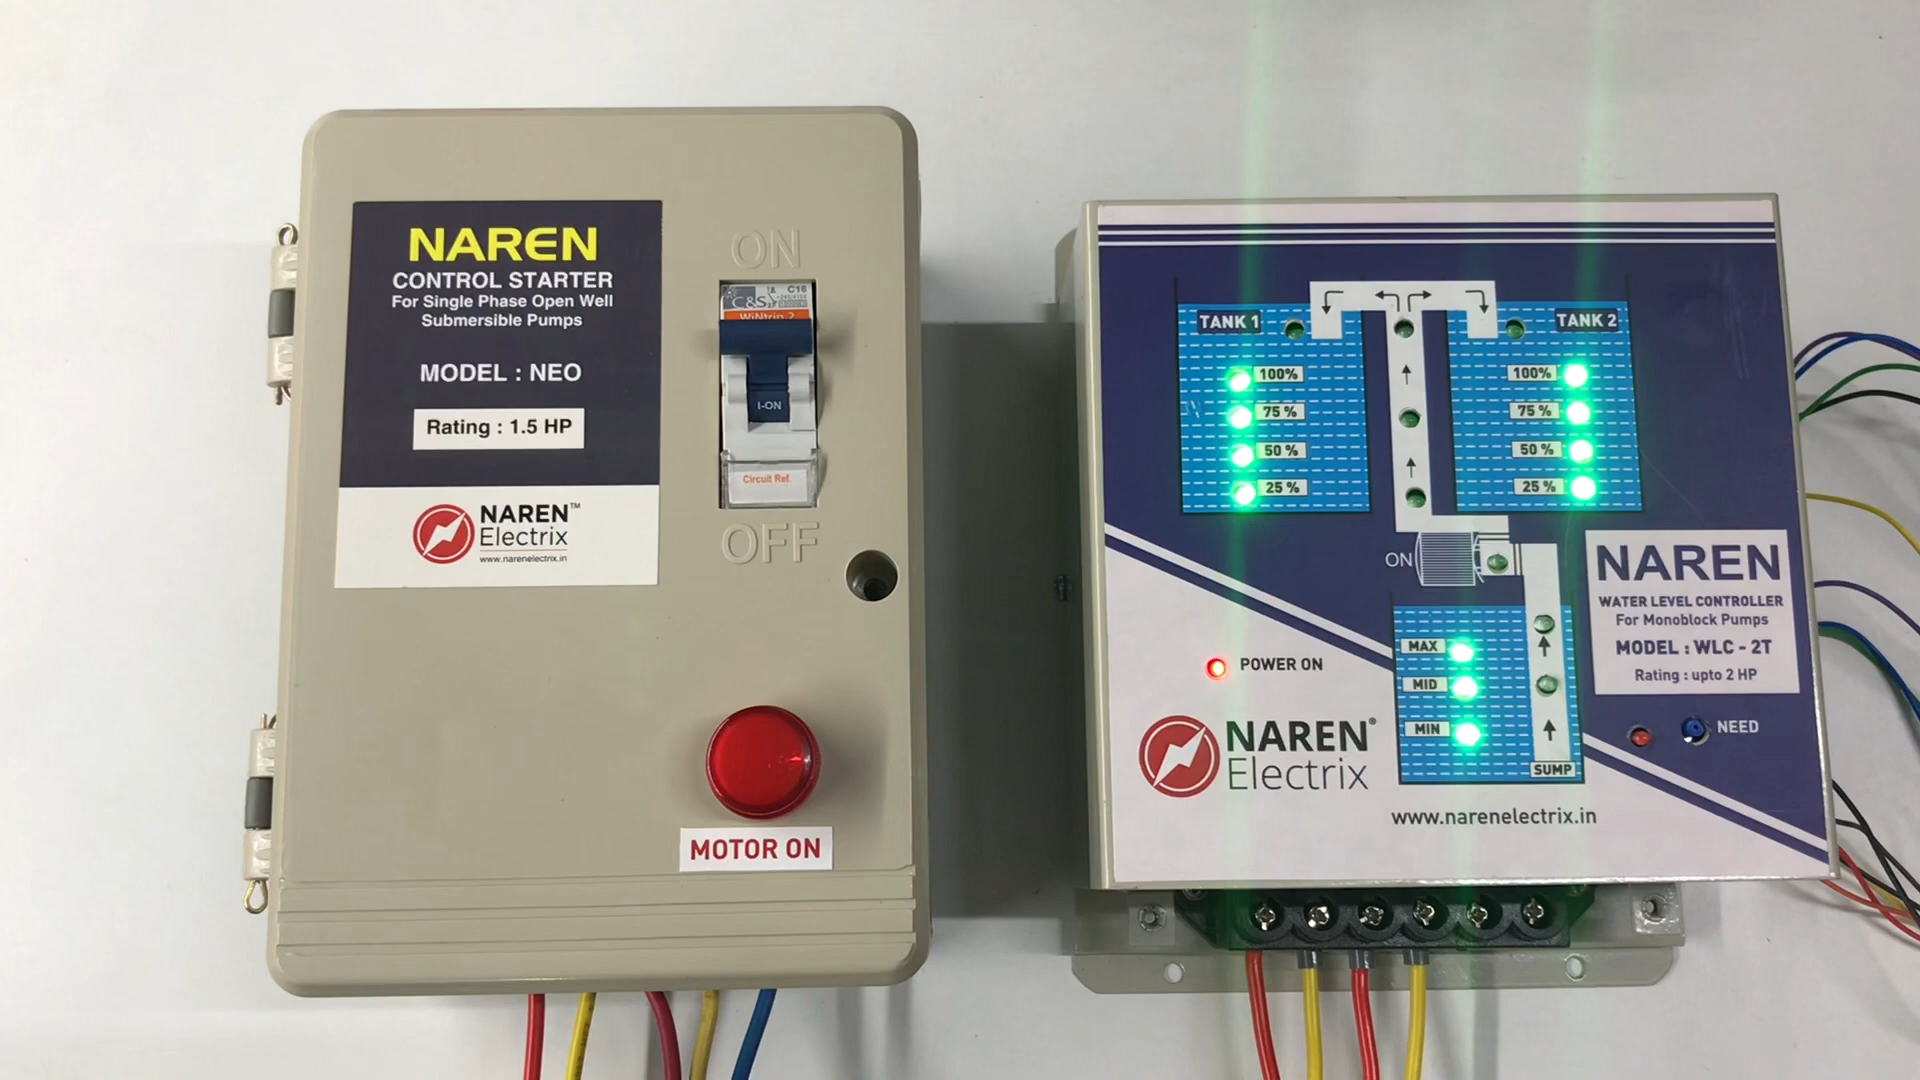 NAREN
CONTROL STARTER
For Single Phase Open Well
Submersible Pumps
MODEL : NEO
Rating : 1.5 HP
NAREN™
Electrix
www.narenelectrix.in
ON
C16
C&S
WiNtrip 2
I-ON
Circuit Ref.
OFF
MOTOR ON
TANK 1
TANK 2
100%
75 %
50 %
25 %
100%
75 %
50 %
25 %
ON
MAX
MID
MIN
SUMP
POWER ON
NAREN®
Electrix
www.narenelectrix.in
NAREN
WATER LEVEL CONTROLLER
For Monoblock Pumps
MODEL : WLC - 2T
Rating : upto 2 HP
NEED